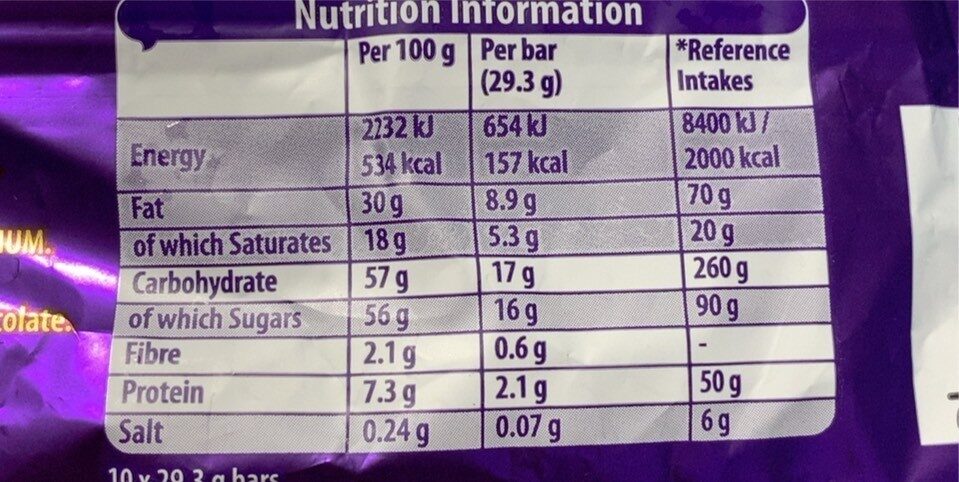 Nutrition Information
Per 100 g Per bar (29.3 g) *Reference Intakes
Energy 2232 kJ 534 kcal 654 kJ 157 kcal 8400 kJ / 2000 kcal
Fat 30 g 8.9 g 70 g
of which Saturates 18 g 5.3 g 20 g
Carbohydrate 57 g 17 g 260 g
of which Sugars 56 g 16 g 90 g
Fibre 2.1 g 0.6 g -
Protein 7.3 g 2.1 g 50 g
Salt 0.24 g 0.07 g 6 g
10 x 29.3 g bars
IUM.
colate.